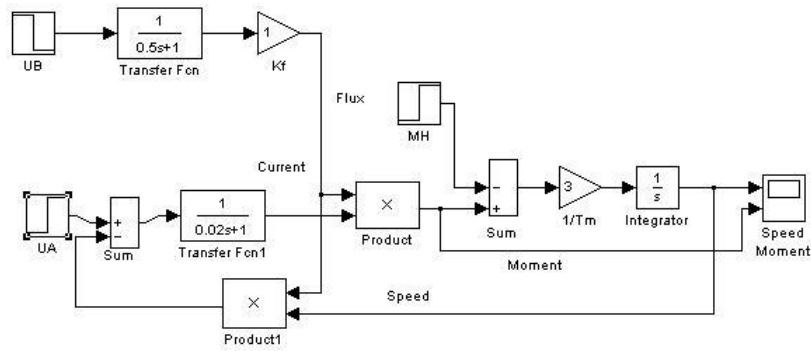 1
0.5s+1
UB
Transfer Fcn
1
Kf
Flux
MH
Current
1
0.02s+1
UA
Sum
Transfer Fcn1
×
Product
Sum
3
1/Tm
1
s
Integrator
Speed
Moment
Moment
Speed
×
Product1
+
−
−
+